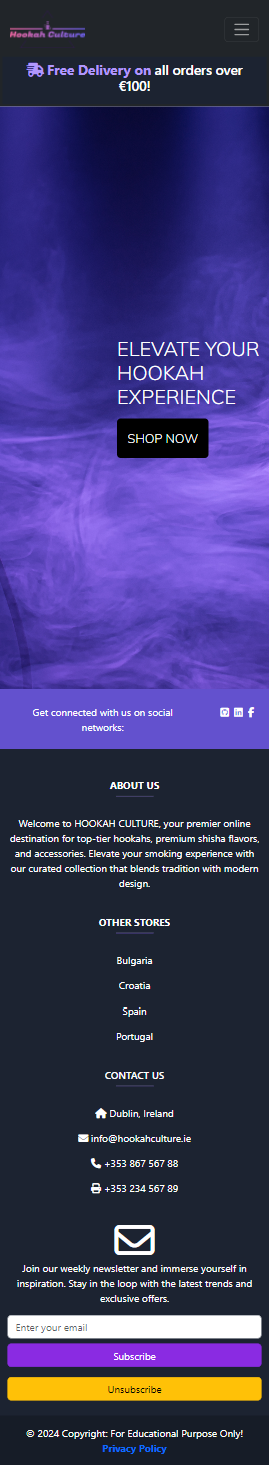 Hookah Culture
Free Delivery on all orders over
€100!
ELEVATE YOUR
HOOKAH
EXPERIENCE
SHOP NOW
Get connected with us on social
networks:
ABOUT US
Welcome to HOOKAH CULTURE, your premier online
destination for top-tier hookahs, premium shisha flavors,
and accessories. Elevate your smoking experience with
our curated collection that blends tradition with modern
design.
OTHER STORES
Bulgaria
Croatia
Spain
Portugal
CONTACT US
Dublin, Ireland
info@hookahculture.ie
+353 867 567 88
+353 234 567 89
Join our weekly newsletter and immerse yourself in
inspiration. Stay in the loop with the latest trends and
exclusive offers.
Enter your email
Subscribe
Unsubscribe
© 2024 Copyright: For Educational Purpose Only!
Privacy Policy